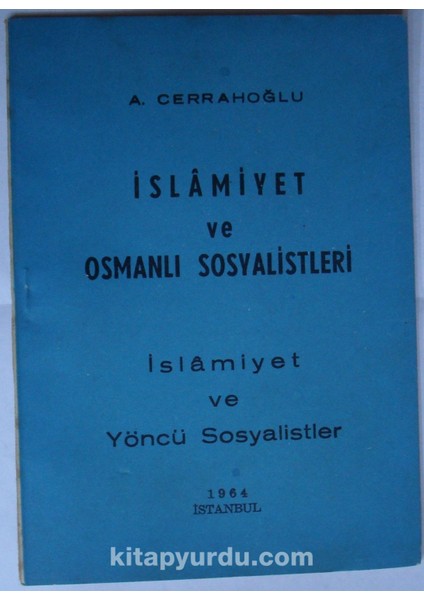 A. CERRAHOĞLU
İSLÂMİYET
ve
OSMANLI SOSYALİSTLERİ
İslâmiyet
ve
Yöncü Sosyalistler
1964
İSTANBUL
kitapyurdu.com